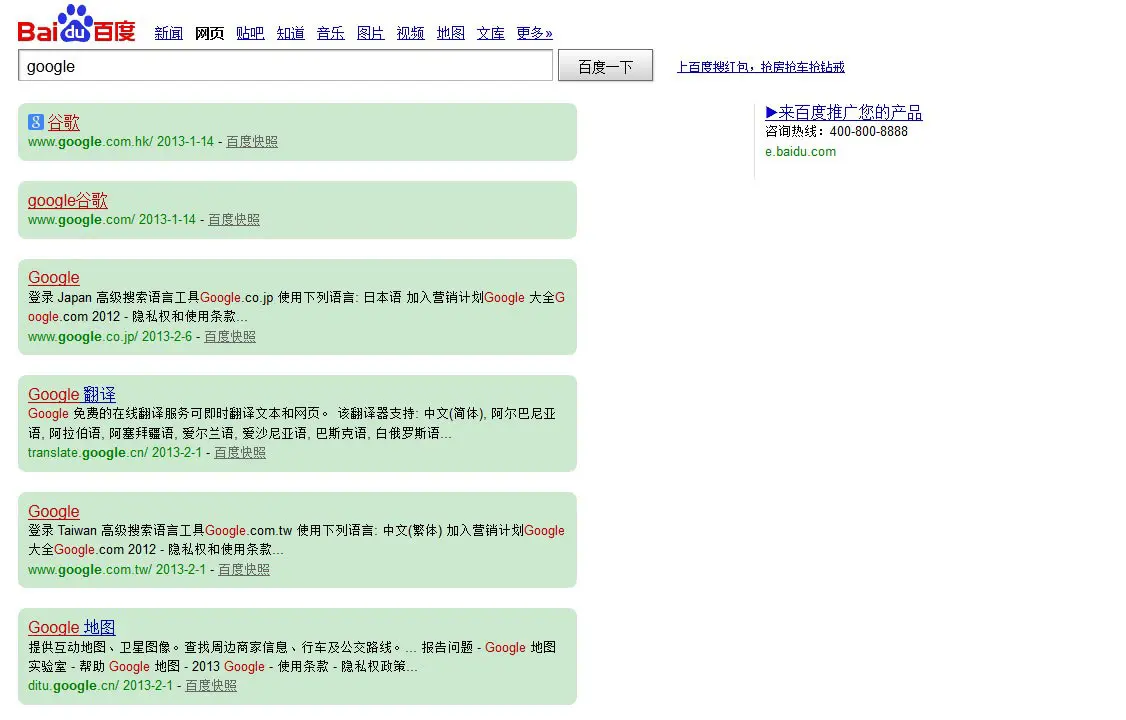 Bai du 百度 新闻 网页 贴吧 知道 音乐 图片 视频 地图 文库 更多»
google 百度一下 上百度搜红包，抢房抢车抢钻戒
谷歌
www.google.com.hk/ 2013-1-14 - 百度快照
google谷歌
www.google.com/ 2013-1-14 - 百度快照
Google
登录 Japan 高级搜索语言工具Google.co.jp 使用下列语言: 日本语 加入营销计划Google 大全G
oogle.com 2012 - 隐私权和使用条款...
www.google.co.jp/ 2013-2-6 - 百度快照
Google 翻译
Google 免费的在线翻译服务可即时翻译文本和网页。 该翻译器支持: 中文(简体), 阿尔巴尼亚
语, 阿拉伯语, 阿塞拜疆语, 爱尔兰语, 爱沙尼亚语, 巴斯克语, 白俄罗斯语...
translate.google.cn/ 2013-2-1 - 百度快照
Google
登录 Taiwan 高级搜索语言工具Google.com.tw 使用下列语言: 中文(繁体) 加入营销计划Google
大全Google.com 2012 - 隐私权和使用条款...
www.google.com.tw/ 2013-2-1 - 百度快照
Google 地图
提供互动地图、卫星图像。查找周边商家信息、行车及公交路线。... 报告问题 - Google 地图
实验室 - 帮助 Google 地图 - 2013 Google - 使用条款 - 隐私权政策...
ditu.google.cn/ 2013-2-1 - 百度快照
▶来百度推广您的产品
咨询热线：400-800-8888
e.baidu.com